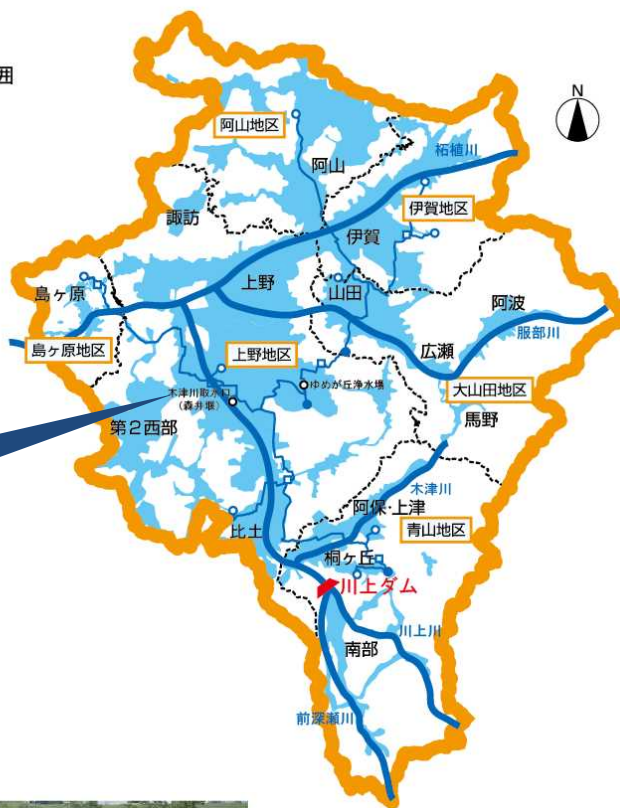 囲
N
阿山地区
柘植川
阿山
伊賀地区
諏訪
伊賀
上野
山田
島ヶ原
阿波
広瀬
服部川
島ヶ原地区
上野地区
大山田地区
ゆめが丘浄水場
木津川取水口
(森井堰)
馬野
第2西部
木津川
阿保・上津
青山地区
比土
桐ヶ丘
川上ダム
川上川
南部
前深瀬川